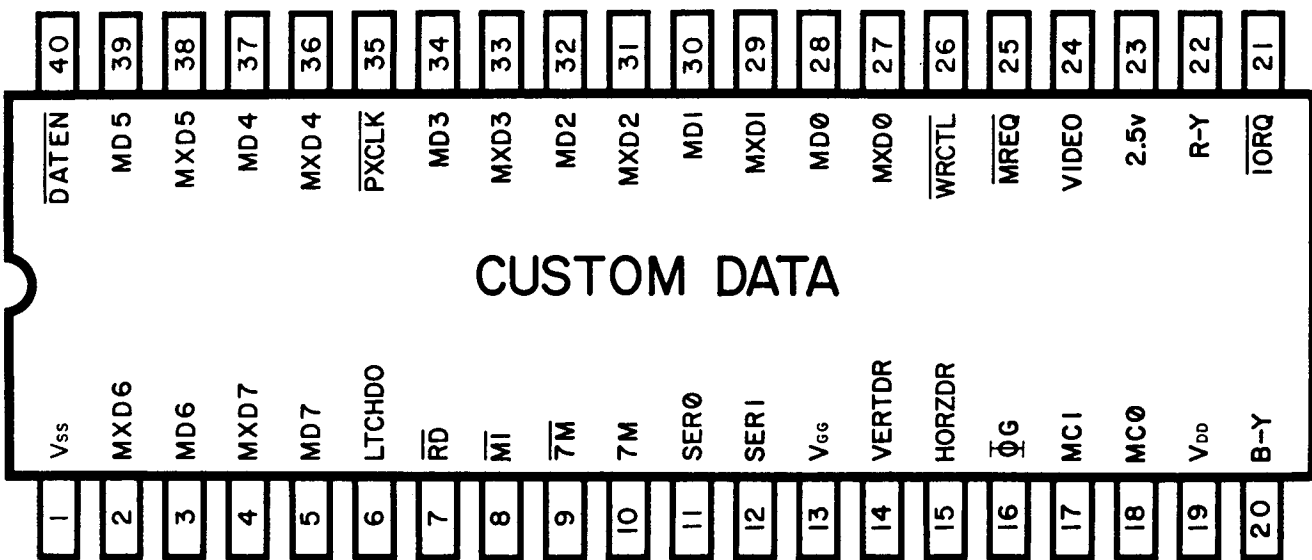 40 39 38 37 36 35 34 33 32 31 30 29 28 27 26 25 24 23 22 21
DATEN MD5 MXD5 MD4 MXD4 PXCLK MD3 MXD3 MD2 MXD2 MD1 MXD1 MD0 MXD0 WRCTL MREQ VIDEO 2.5v R-Y IORQ
CUSTOM DATA
Vss MXD6 MD6 MXD7 MD7 LTCHDO RD M1 7M 7M SER0 SER1 VGG VERTDR HORZDR ΦG MC1 MC0 VDD B-Y
1 2 3 4 5 6 7 8 9 10 11 12 13 14 15 16 17 18 19 20